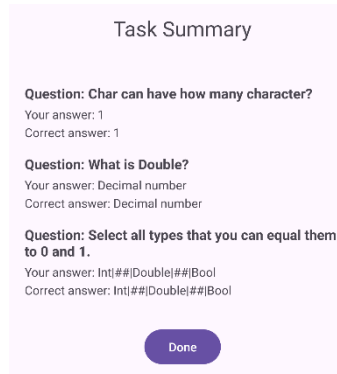 Task Summary
Question: Char can have how many character?
Your answer: 1
Correct answer: 1
Question: What is Double?
Your answer: Decimal number
Correct answer: Decimal number
Question: Select all types that you can equal them
to 0 and 1.
Your answer: Int|##|Double|##|Bool
Correct answer: Int|##|Double|##|Bool
Done